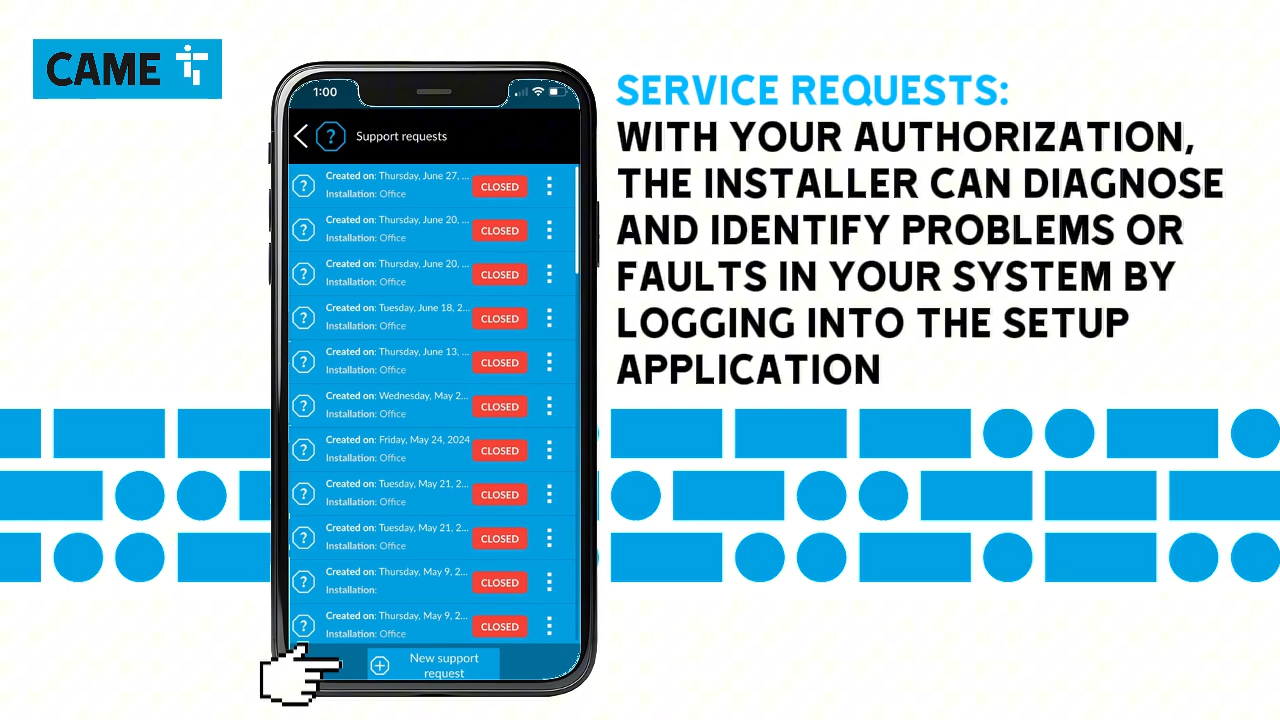 CAME
SERVICE REQUESTS:
WITH YOUR AUTHORIZATION,
THE INSTALLER CAN DIAGNOSE
AND IDENTIFY PROBLEMS OR
FAULTS IN YOUR SYSTEM BY
LOGGING INTO THE SETUP
APPLICATION
1:00
Support requests
Created on: Thursday, June 27, ...
Installation: Office
CLOSED
Created on: Thursday, June 20, ...
Installation: Office
CLOSED
Created on: Thursday, June 20, ...
Installation: Office
CLOSED
Created on: Tuesday, June 18, 2...
Installation: Office
CLOSED
Created on: Thursday, June 13, ...
Installation: Office
CLOSED
Created on: Wednesday, May 2...
Installation: Office
CLOSED
Created on: Friday, May 24, 2024
Installation: Office
CLOSED
Created on: Tuesday, May 21, 2...
Installation: Office
CLOSED
Created on: Tuesday, May 21, 2...
Installation: Office
CLOSED
Created on: Thursday, May 9, 2...
Installation:
CLOSED
Created on: Thursday, May 9, 2...
Installation: Office
CLOSED
New support
request